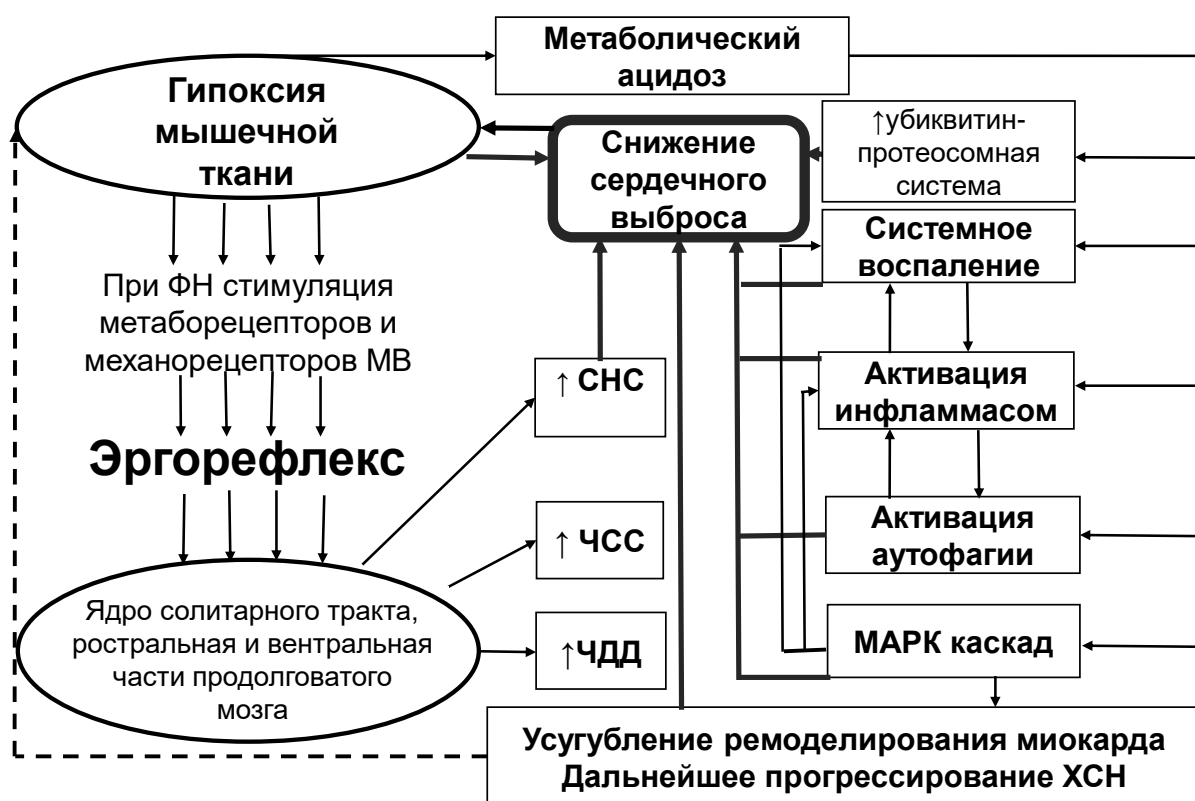 Метаболический
ацидоз
Гипоксия
мышечной
ткани
Снижение
сердечного
выброса
↑убиквитин-
протеосомная
система
Системное
воспаление
При ФН стимуляция
метаборецепторов и
механорецепторов МВ
↑ СНС
Активация
инфламмасом
Эргорефлекс
↑ ЧСС
Активация
аутофагии
Ядро солитарного тракта,
ростральная и вентральная
части продолговатого
мозга
↑ЧДД
МАРК каскад
Усугубление ремоделирования миокарда
Дальнейшее прогрессирование ХСН